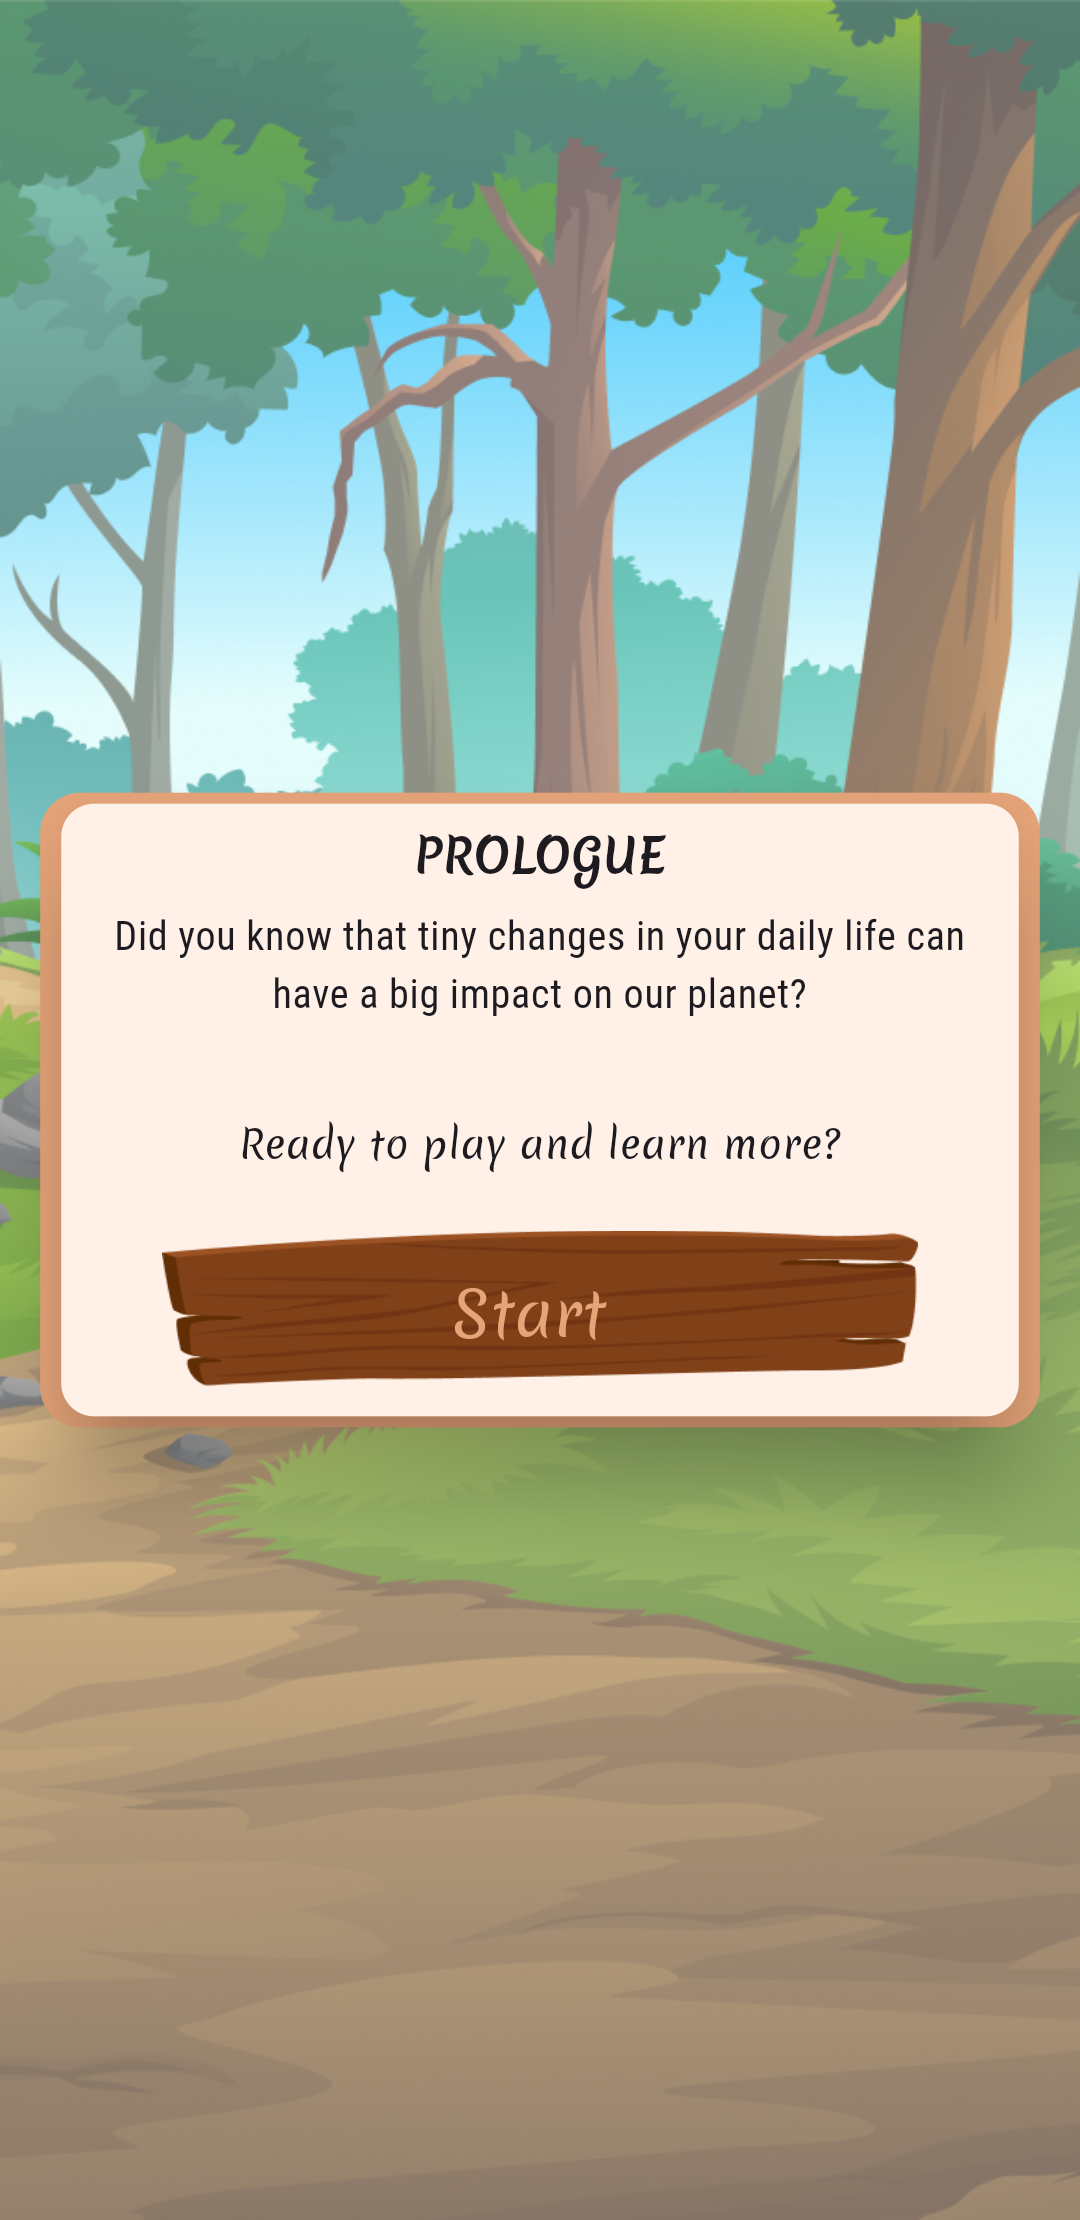 PROLOGUE
Did you know that tiny changes in your daily life can
have a big impact on our planet?
Ready to play and learn more?
Start